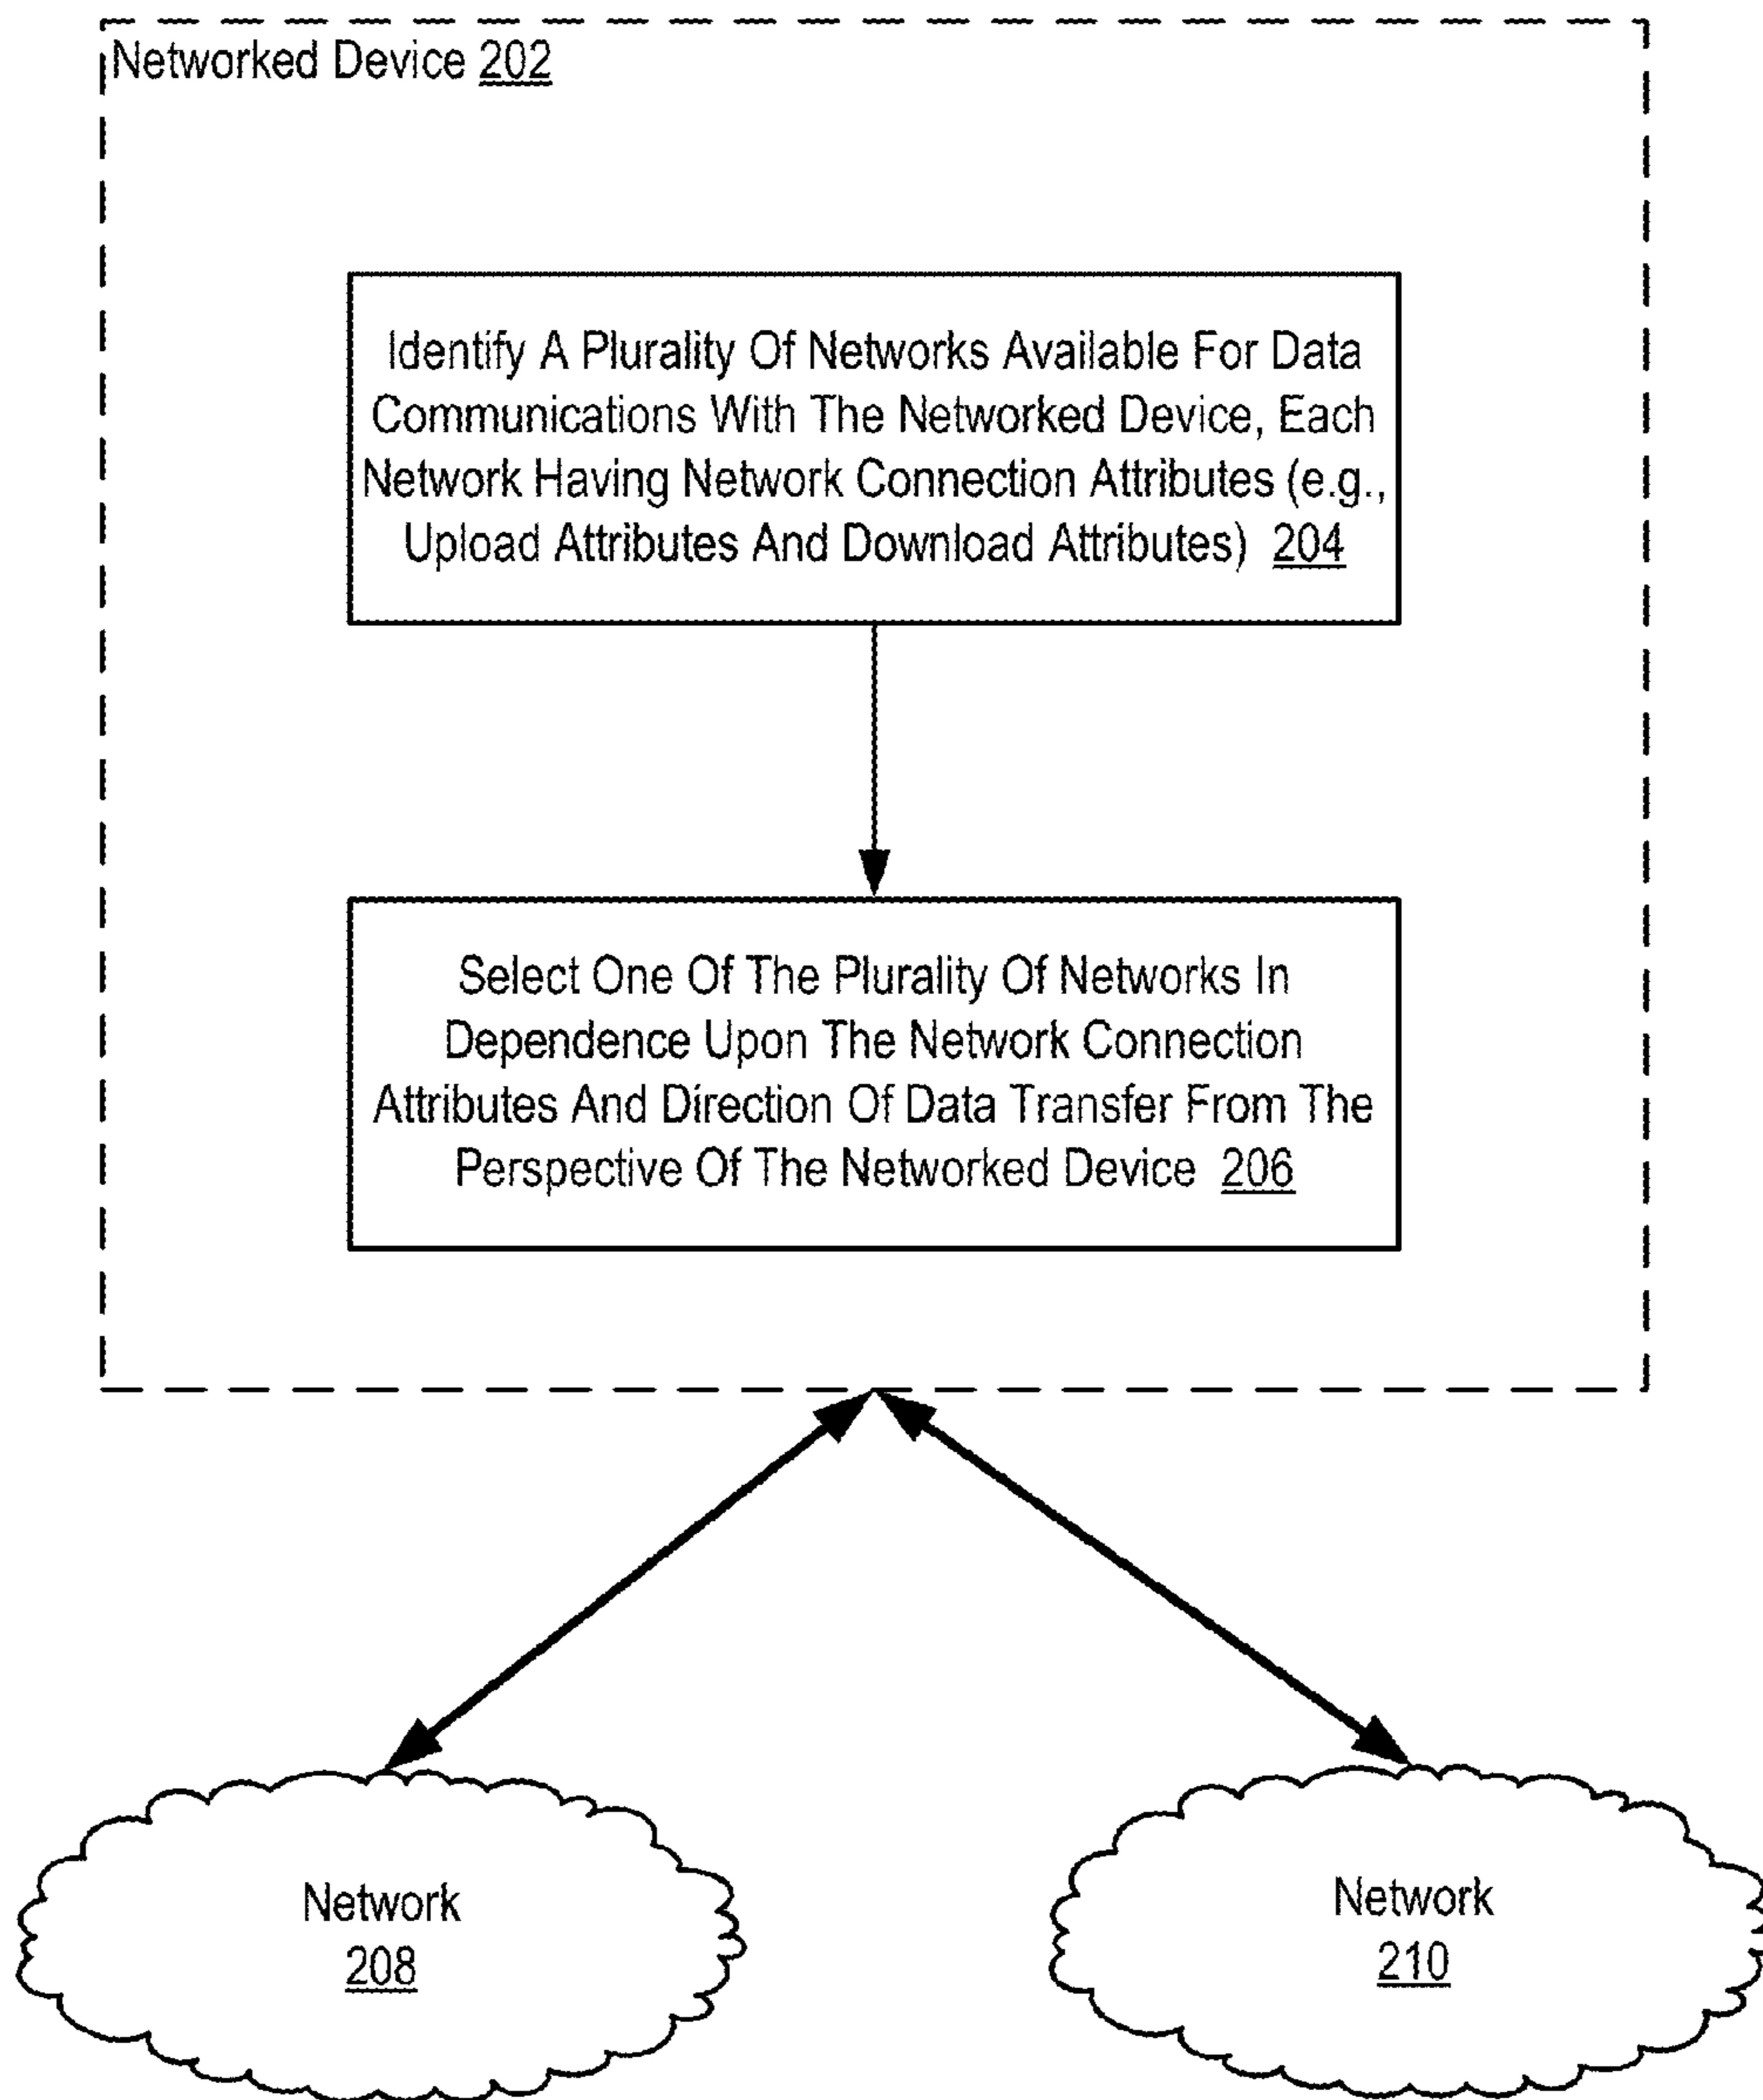 Networked Device 202
Identify A Plurality Of Networks Available For Data
Communications With The Networked Device, Each
Network Having Network Connection Attributes (e.g.,
Upload Attributes And Download Attributes) 204
Select One Of The Plurality Of Networks In
Dependence Upon The Network Connection
Attributes And Direction Of Data Transfer From The
Perspective Of The Networked Device 206
Network
208
Network
210